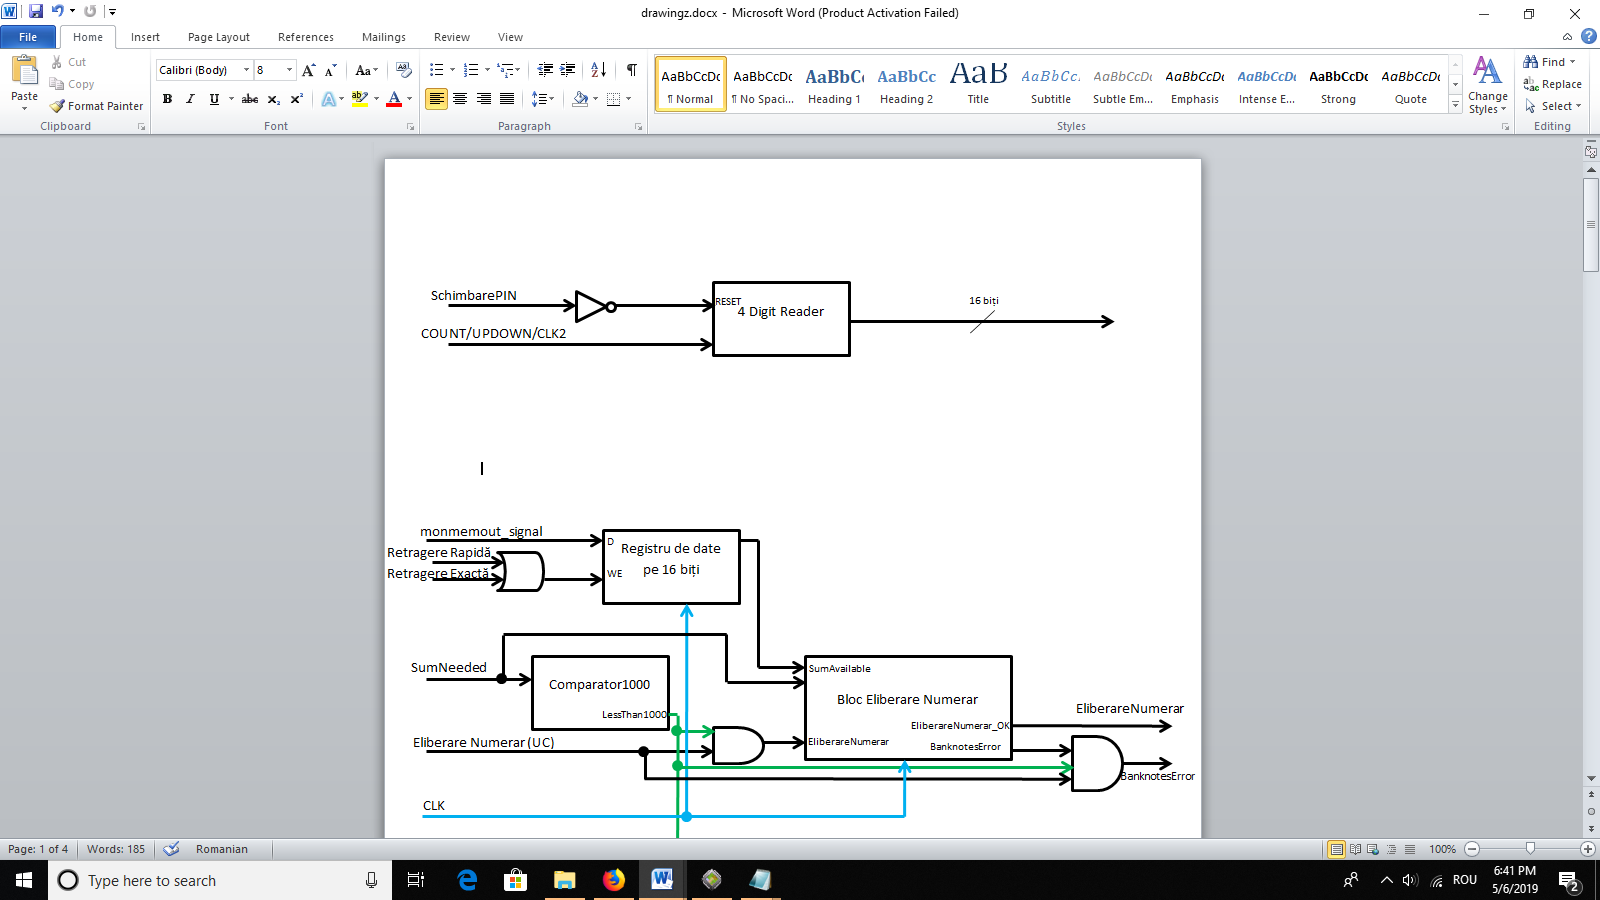 drawingz.docx - Microsoft Word (Product Activation Failed)
File Home Insert Page Layout References Mailings Review View
Paste
Cut
Copy
Format Painter
Clipboard
Calibri (Body) 8
Font
Paragraph
AaBbCcDc AaBbCcDc AaBbCc AaBbCc AaB AaBbCc. AaBbCcDc AaBbCcDc AaBbCcDc AaBbCcDc AaBbCcDc
¶ Normal ¶ No Spaci... Heading 1 Heading 2 Title Subtitle Subtle Em... Emphasis Intense E... Strong Quote
Change Styles
Styles
Find
Replace
Select
Editing
SchimbarePIN
COUNT/UPDOWN/CLK2
RESET
4 Digit Reader
16 biți
monmemout_signal
Retragere Rapidă
Retragere Exactă
D
WE
Registru de date
pe 16 biți
SumNeeded
Comparator1000
LessThan1000
Eliberare Numerar (UC)
SumAvailable
Bloc Eliberare Numerar
EliberareNumerar_OK
EliberareNumerar
BanknotesError
EliberareNumerar
BanknotesError
CLK
Page: 1 of 4 Words: 185 Romanian 100%
Type here to search
ROU
6:41 PM
5/6/2019
2